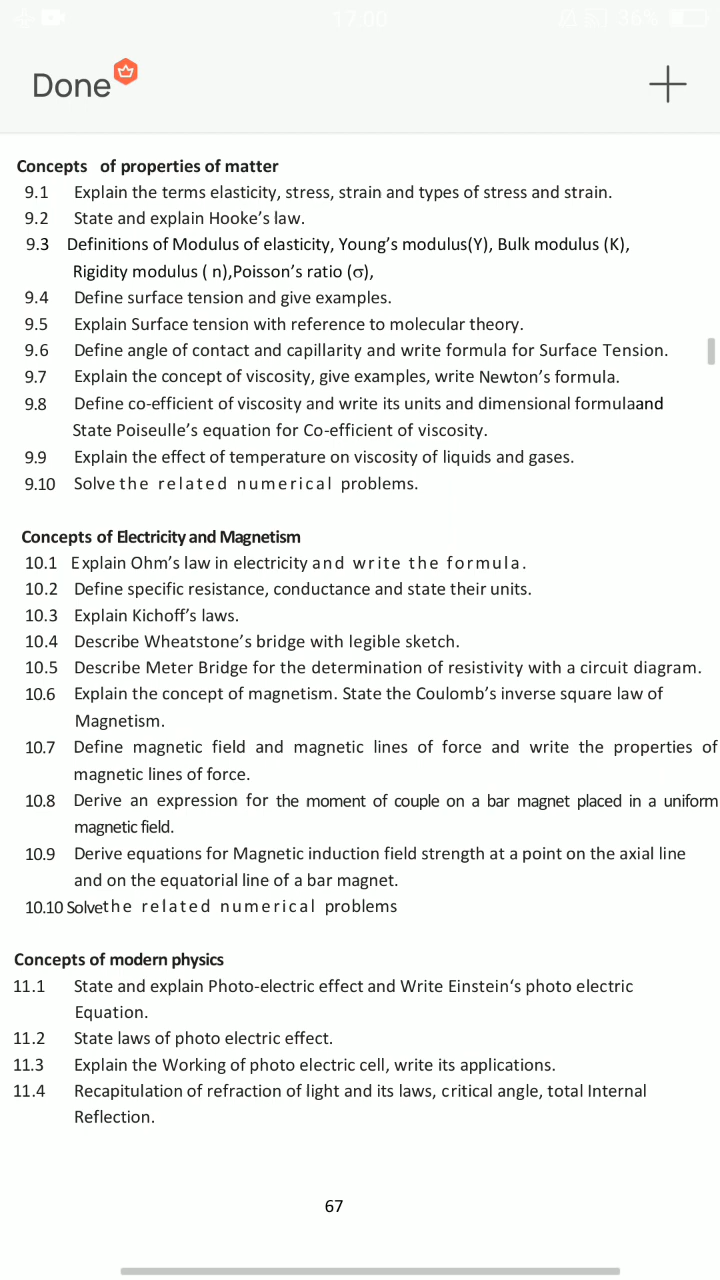 17:00
36%
Done
Concepts of properties of matter
9.1 Explain the terms elasticity, stress, strain and types of stress and strain.
9.2 State and explain Hooke’s law.
9.3 Definitions of Modulus of elasticity, Young’s modulus(Y), Bulk modulus (K),
Rigidity modulus ( n),Poisson’s ratio (σ),
9.4 Define surface tension and give examples.
9.5 Explain Surface tension with reference to molecular theory.
9.6 Define angle of contact and capillarity and write formula for Surface Tension.
9.7 Explain the concept of viscosity, give examples, write Newton’s formula.
9.8 Define co-efficient of viscosity and write its units and dimensional formulaand
State Poiseulle’s equation for Co-efficient of viscosity.
9.9 Explain the effect of temperature on viscosity of liquids and gases.
9.10 Solve the related numerical problems.
Concepts of Electricity and Magnetism
10.1 Explain Ohm’s law in electricity and write the formula.
10.2 Define specific resistance, conductance and state their units.
10.3 Explain Kichoff’s laws.
10.4 Describe Wheatstone’s bridge with legible sketch.
10.5 Describe Meter Bridge for the determination of resistivity with a circuit diagram.
10.6 Explain the concept of magnetism. State the Coulomb’s inverse square law of
Magnetism.
10.7 Define magnetic field and magnetic lines of force and write the properties of
magnetic lines of force.
10.8 Derive an expression for the moment of couple on a bar magnet placed in a uniform
magnetic field.
10.9 Derive equations for Magnetic induction field strength at a point on the axial line
and on the equatorial line of a bar magnet.
10.10 Solvethe related numerical problems
Concepts of modern physics
11.1 State and explain Photo-electric effect and Write Einstein‘s photo electric
Equation.
11.2 State laws of photo electric effect.
11.3 Explain the Working of photo electric cell, write its applications.
11.4 Recapitulation of refraction of light and its laws, critical angle, total Internal
Reflection.
67